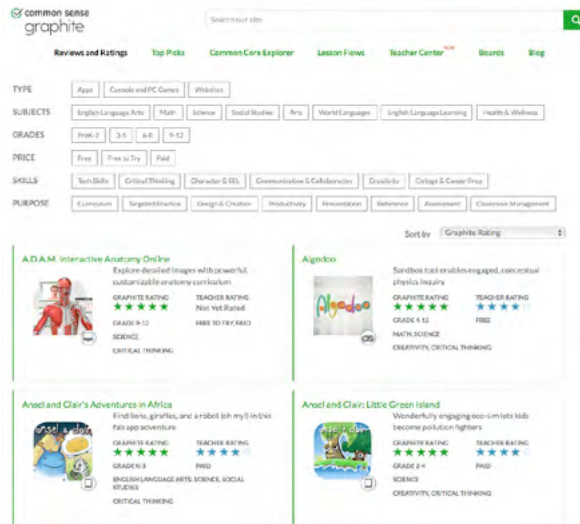 common sense
graphite
Search our site
Reviews and Ratings Top Picks Common Core Explorer Lesson Flows Teacher Center NEW Boards Blog
TYPE Apps Console and PC Games Websites
SUBJECTS English Language Arts Math Science Social Studies Arts World Languages English Language Learning Health & Wellness
GRADES PreK-2 3-5 6-8 9-12
PRICE Free Free to Try Paid
SKILLS Tech Skills Critical Thinking Character & SEL Communication & Collaboration Creativity College & Career Prep
PURPOSE Curriculum Targeted Practice Design & Creation Productivity Presentation Reference Assessment Classroom Management
Sort by Graphite Rating
A.D.A.M. Interactive Anatomy Online
Explore detailed images with powerful,
customizable anatomy curriculum
GRAPHITE RATING TEACHER RATING
Not Yet Rated
GRADE 9-12 FREE TO TRY, PAID
SCIENCE
CRITICAL THINKING
Algodoo
Sandbox tool enables engaged, conceptual
physics inquiry
Algodoo
GRAPHITE RATING TEACHER RATING
FREE
MATH, SCIENCE
CREATIVITY, CRITICAL THINKING
Ansel and Clair's Adventures in Africa
Find lions, giraffes, and a robot (oh my!) in this
fab app adventure
GRAPHITE RATING TEACHER RATING
PAID
ENGLISH LANGUAGE ARTS, SCIENCE, SOCIAL
STUDIES
CRITICAL THINKING
Ansel and Clair: Little Green Island
Wonderfully engaging eco-sim lets kids
become pollution fighters
GRAPHITE RATING TEACHER RATING
GRADE 2-4 PAID
SCIENCE
CREATIVITY, CRITICAL THINKING